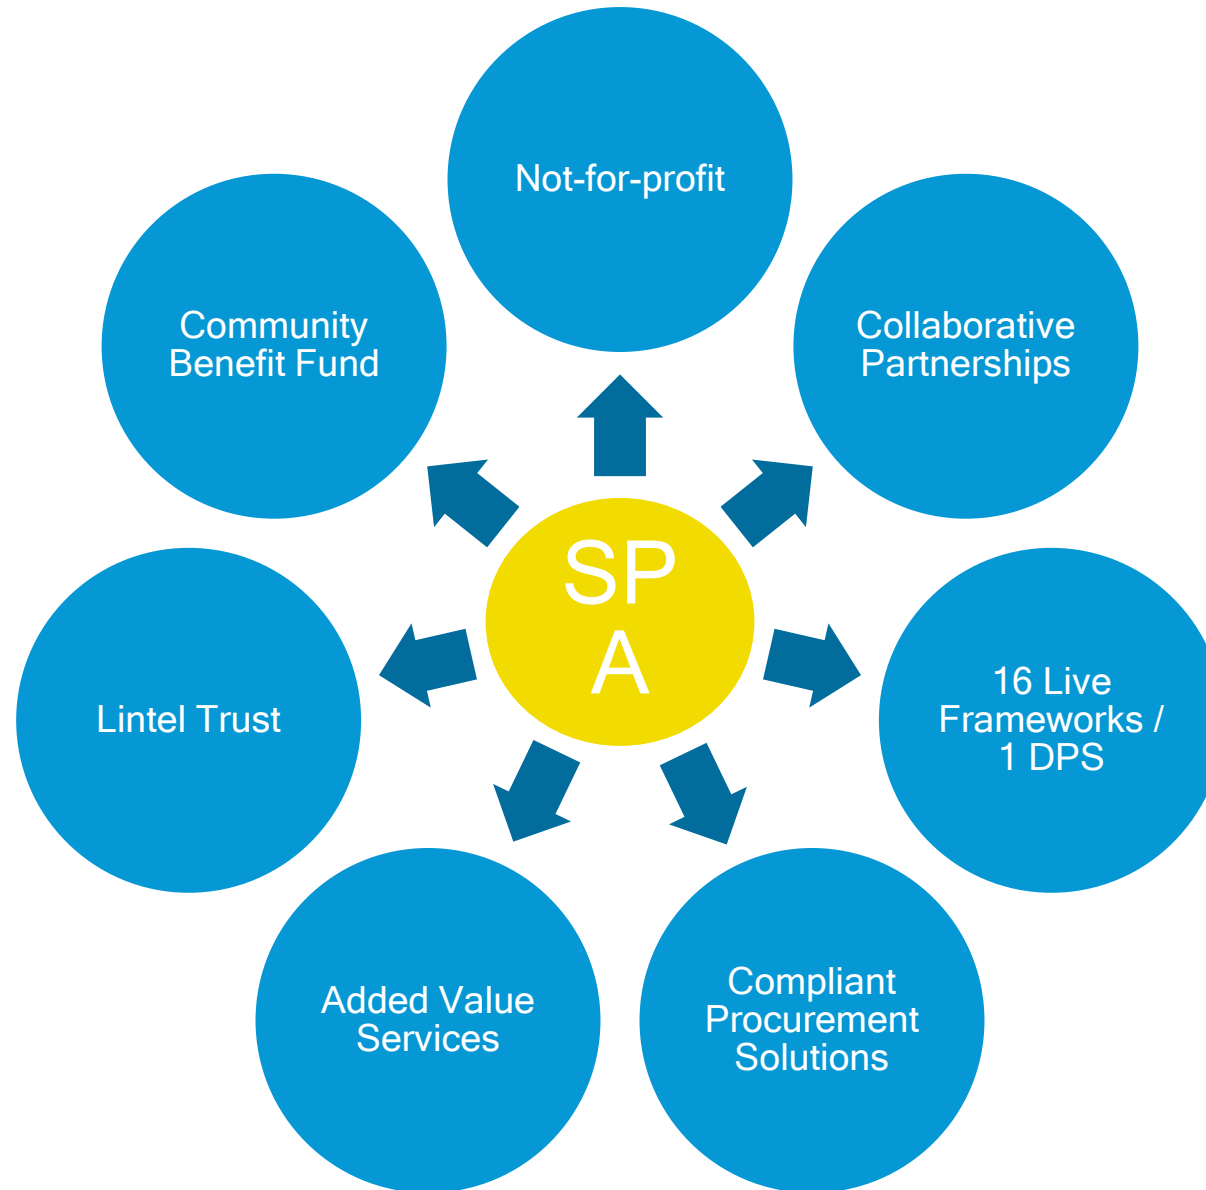 Not-for-profit
Collaborative
Partnerships
16 Live
Frameworks /
1 DPS
Compliant
Procurement
Solutions
Added Value
Services
Lintel Trust
Community
Benefit Fund
SP
A